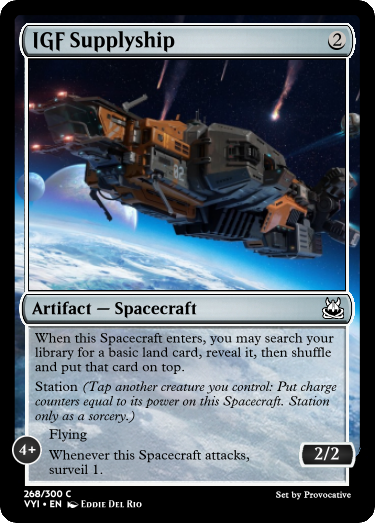 IGF Supplyship 2
82
Artifact — Spacecraft
When this Spacecraft enters, you may search your
library for a basic land card, reveal it, then shuffle
and put that card on top.
Station (Tap another creature you control: Put charge
counters equal to its power on this Spacecraft. Station
only as a sorcery.)
4+
Flying
Whenever this Spacecraft attacks,
surveil 1.
2/2
268/300 C
VYI • EN Eddie Del Rio
Set by Provocative